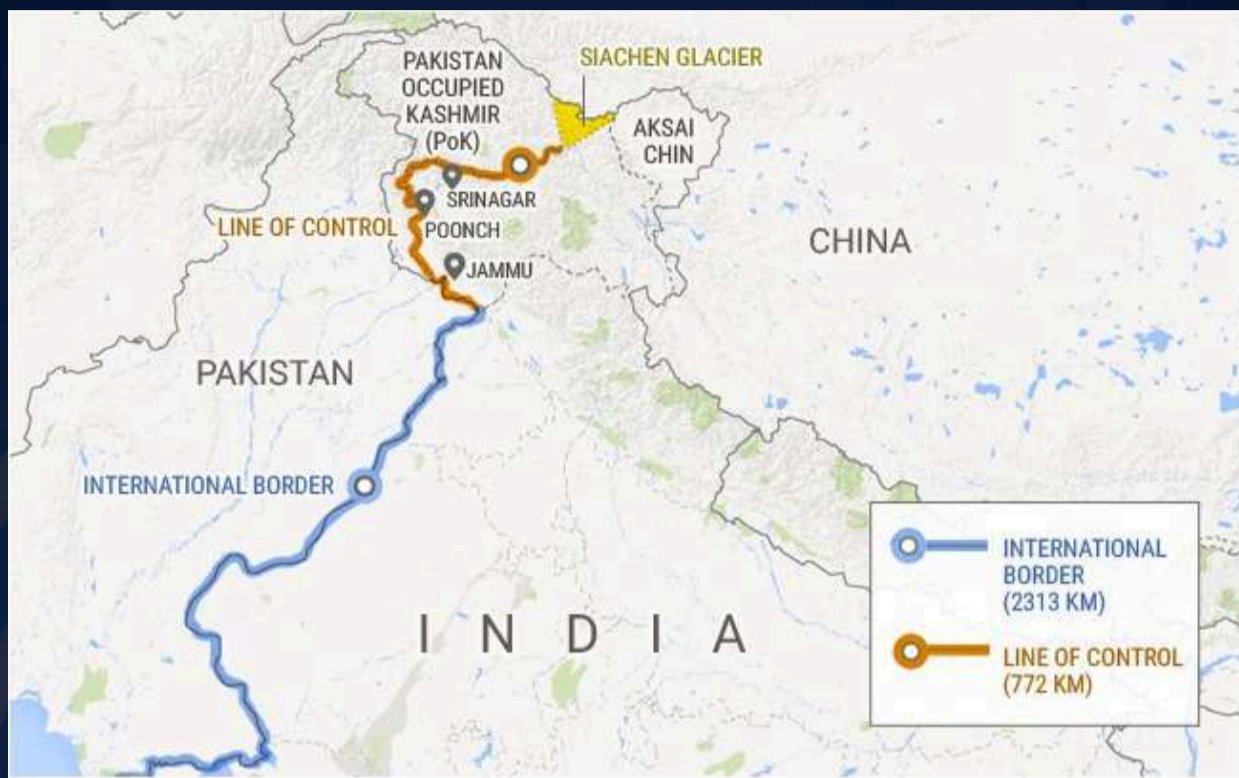 PAKISTAN
OCCUPIED
KASHMIR
(PoK)
SIACHEN GLACIER
AKSAI
CHIN
SRINAGAR
LINE OF CONTROL
POONCH
JAMMU
CHINA
PAKISTAN
INTERNATIONAL BORDER
INDIA
INTERNATIONAL
BORDER
(2313 KM)
LINE OF CONTROL
(772 KM)